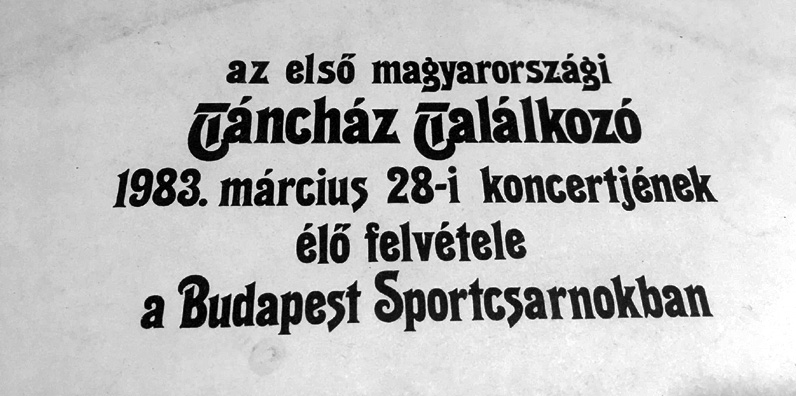 az első magyarországi
Táncház Találkozó
1983. március 28-i koncertjének
élő felvétele
a Budapest Sportcsarnokban